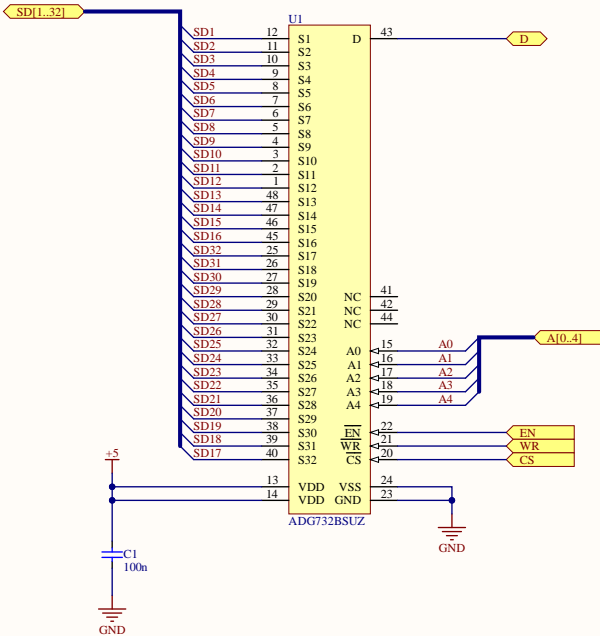 U1
SD[1..32]
SD1 12 S1 D 43 D
SD2 11 S2
SD3 10 S3
SD4 9 S4
SD5 8 S5
SD6 7 S6
SD7 6 S7
SD8 5 S8
SD9 4 S9
SD10 3 S10
SD11 2 S11
SD12 1 S12
SD13 48 S13
SD14 47 S14
SD15 46 S15
SD16 45 S16
SD32 25 S17
SD31 26 S18
SD30 27 S19
SD29 28 S20 NC 41
SD28 29 S21 NC 42
SD27 30 S22 NC 44
SD26 31 S23
SD25 32 S24 A0 15 A0 A[0..4]
SD24 33 S25 A1 16 A1
SD23 34 S26 A2 17 A2
SD22 35 S27 A3 18 A3
SD21 36 S28 A4 19 A4
SD20 37 S29
SD19 38 S30 EN 22 EN
SD18 39 S31 WR 21 WR
SD17 40 S32 CS 20 CS
+5
13 VDD VSS 24
14 VDD GND 23
ADG732BSUZ
GND
C1
100n
GND